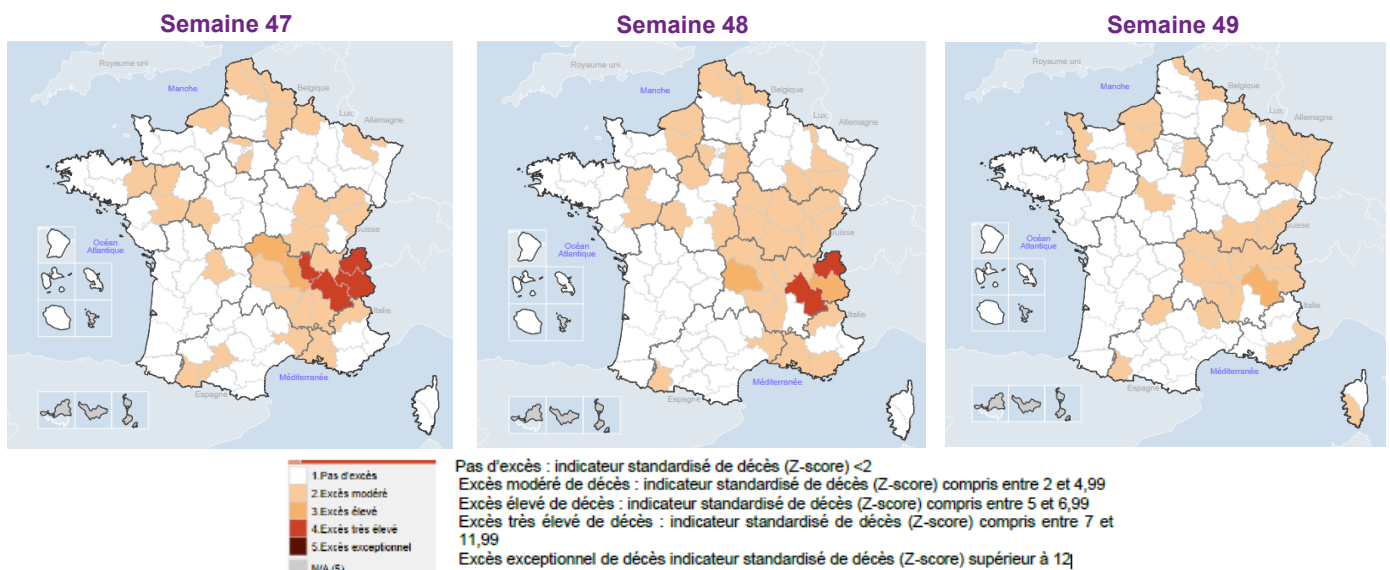 Semaine 47
Semaine 48
Semaine 49
Royaume uni
Manche
Belgique
Lux.
Allemagne
Suisse
Océan
Atlantique
Italie
Méditerranée
Espagne
Royaume uni
Manche
Belgique
Lux.
Allemagne
Suisse
Océan
Atlantique
Italie
Méditerranée
Espagne
Royaume uni
Manche
Belgique
Lux.
Allemagne
Suisse
Océan
Atlantique
Italie
Méditerranée
Espagne
1.Pas d'excès
2.Excès modéré
3.Excès élevé
4.Excès très élevé
5.Excès exceptionnel
N/A (5)
Pas d'excès : indicateur standardisé de décès (Z-score) <2
Excès modéré de décès : indicateur standardisé de décès (Z-score) compris entre 2 et 4,99
Excès élevé de décès : indicateur standardisé de décès (Z-score) compris entre 5 et 6,99
Excès très élevé de décès : indicateur standardisé de décès (Z-score) compris entre 7 et
11,99
Excès exceptionnel de décès indicateur standardisé de décès (Z-score) supérieur à 12